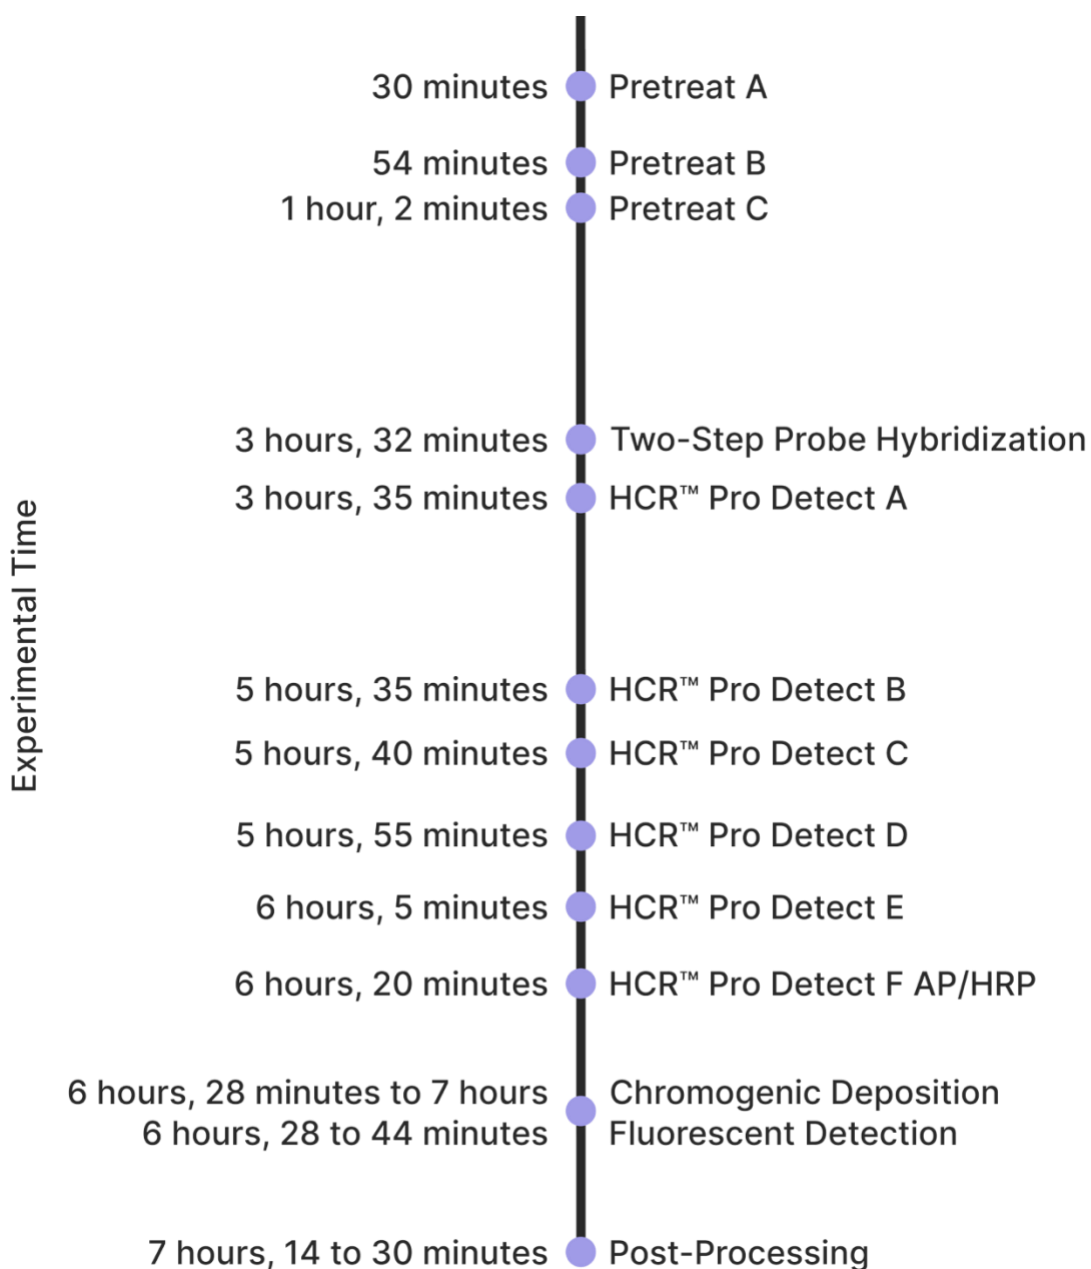 30 minutes Pretreat A
54 minutes Pretreat B
1 hour, 2 minutes Pretreat C
3 hours, 32 minutes Two-Step Probe Hybridization
3 hours, 35 minutes HCR™ Pro Detect A
Experimental Time
5 hours, 35 minutes HCR™ Pro Detect B
5 hours, 40 minutes HCR™ Pro Detect C
5 hours, 55 minutes HCR™ Pro Detect D
6 hours, 5 minutes HCR™ Pro Detect E
6 hours, 20 minutes HCR™ Pro Detect F AP/HRP
6 hours, 28 minutes to 7 hours Chromogenic Deposition
6 hours, 28 to 44 minutes Fluorescent Detection
7 hours, 14 to 30 minutes Post-Processing